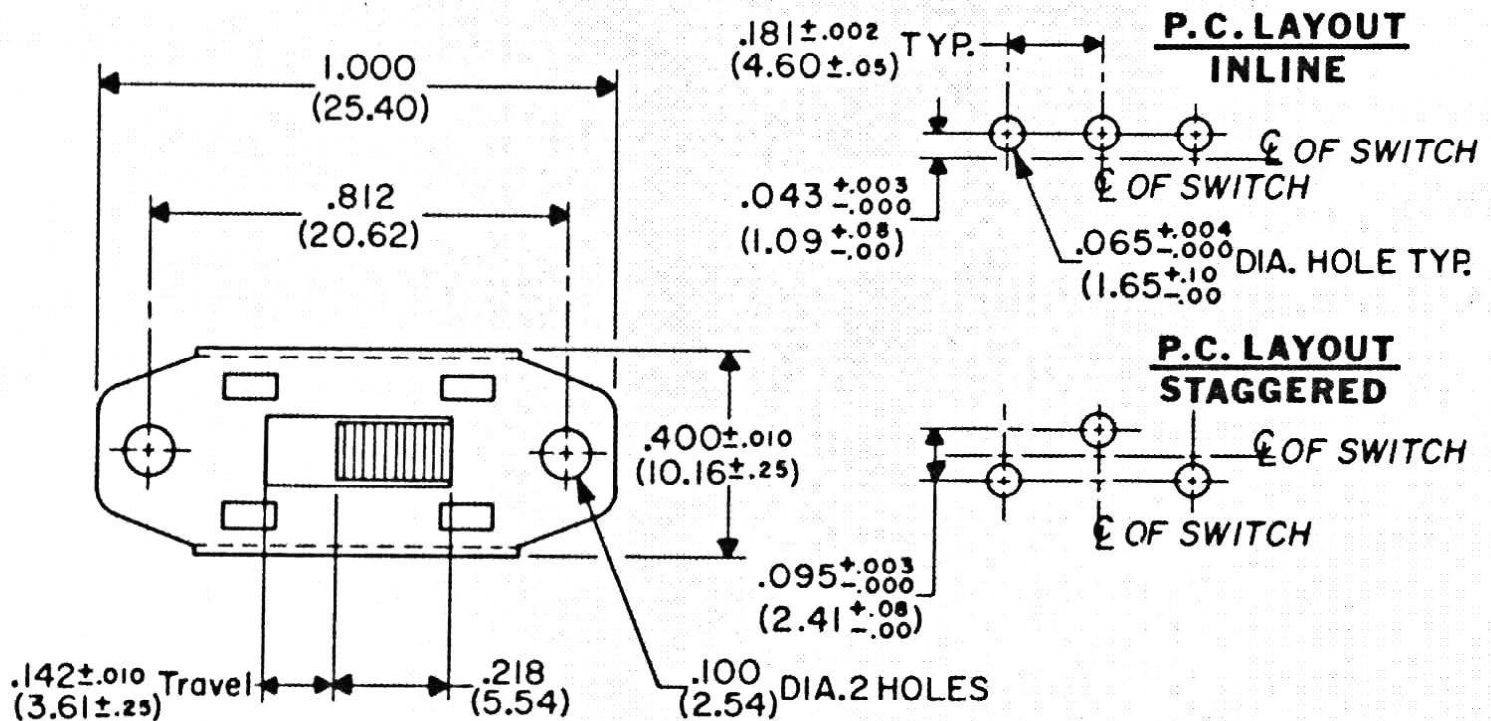 1.000
(25.40)
.812
(20.62)
.400±.010
(10.16±.25)
.142±.010 Travel
(3.61±.25)
.218
(5.54)
.100
(2.54) DIA. 2 HOLES
P.C. LAYOUT
INLINE
.181±.002 TYP.
(4.60±.05)
℄ OF SWITCH
℄ OF SWITCH
.043 +.003 -.000
(1.09 +.08 -.00)
.065 +.004 -.000 DIA. HOLE TYP.
(1.65 +.10 -.00
P.C. LAYOUT
STAGGERED
℄ OF SWITCH
℄ OF SWITCH
.095 +.003 -.000
(2.41 +.08 -.00)